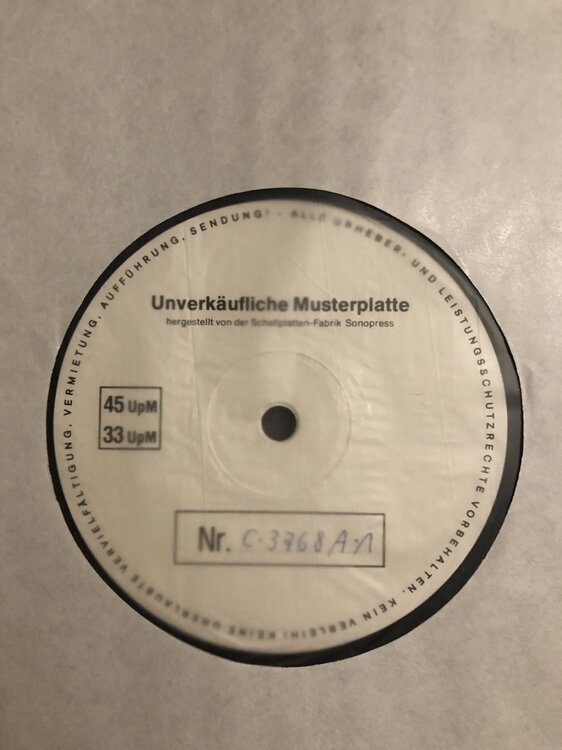 ALLE URHEBER- UND LEISTUNGSSCHUTZRECHTE VORBEHALTEN. KEIN VERLEIH! KEINE UNERLAUBTE VERVIELFÄLTIGUNG, VERMIETUNG, AUFFÜHRUNG, SENDUNG! -
Unverkäufliche Musterplatte
hergestellt von der Schallplatten-Fabrik Sonopress
45 UpM
33 UpM
Nr. C-3768 A-1